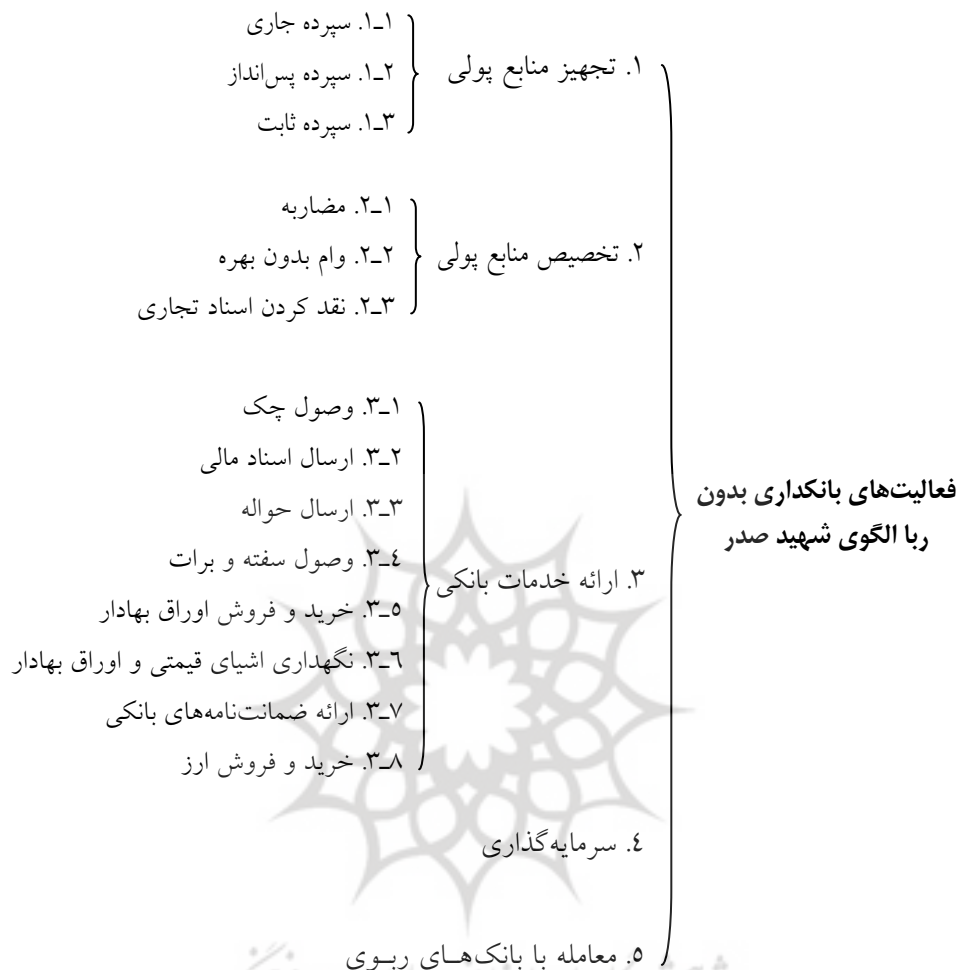 فعالیت‌های بانکداری بدون
ربا الگوی شهید صدر
۱. تجهیز منابع پولی
۱ـ۱. سپرده جاری
۱ـ۲. سپرده پس‌انداز
۱ـ۳. سپرده ثابت
۲. تخصیص منابع پولی
۲ـ۱. مضاربه
۲ـ۲. وام بدون بهره
۲ـ۳. نقد کردن اسناد تجاری
۳. ارائه خدمات بانکی
۳ـ۱. وصول چک
۳ـ۲. ارسال اسناد مالی
۳ـ۳. ارسال حواله
۳ـ٤. وصول سفته و برات
۳ـ٥. خرید و فروش اوراق بهادار
۳ـ٦. نگهداری اشیای قیمتی و اوراق بهادار
۳ـ۷. ارائه ضمانت‌نامه‌های بانکی
۳ـ۸. خرید و فروش ارز
٤. سرمایه‌گذاری
٥. معامله با بانک‌هـای ربـوی